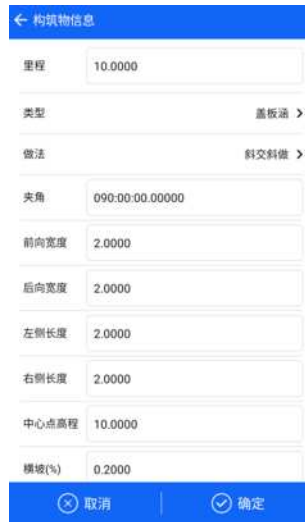 构筑物信息
里程 10.0000
类型 盖板涵
做法 斜交斜做
夹角 090:00:00.00000
前向宽度 2.0000
后向宽度 2.0000
左侧长度 2.0000
右侧长度 2.0000
中心点高程 10.0000
横坡(%) 0.2000
取消 确定